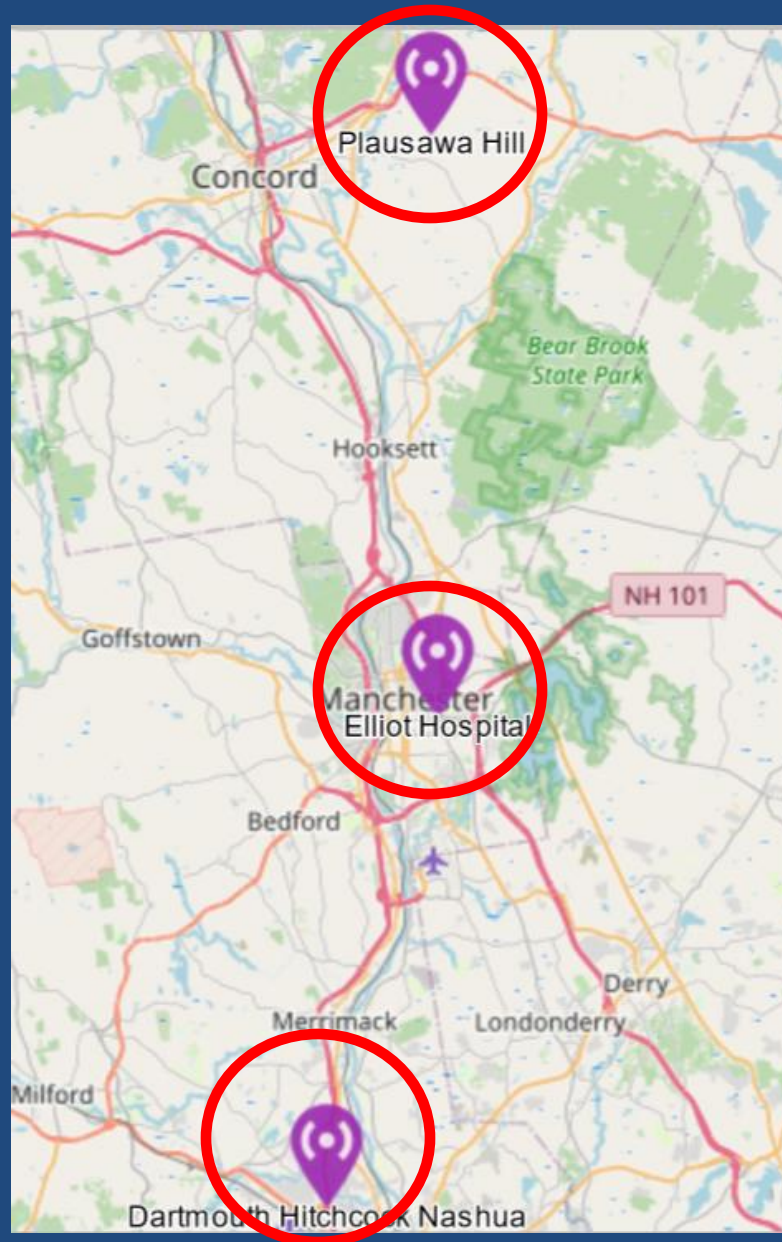 Plausawa Hill
Concord
Bear Brook
State Park
Hooksett
NH 101
Goffstown
Manchester
Elliot Hospital
Bedford
Derry
Merrimack
Londonderry
Milford
Dartmouth Hitchcock Nashua